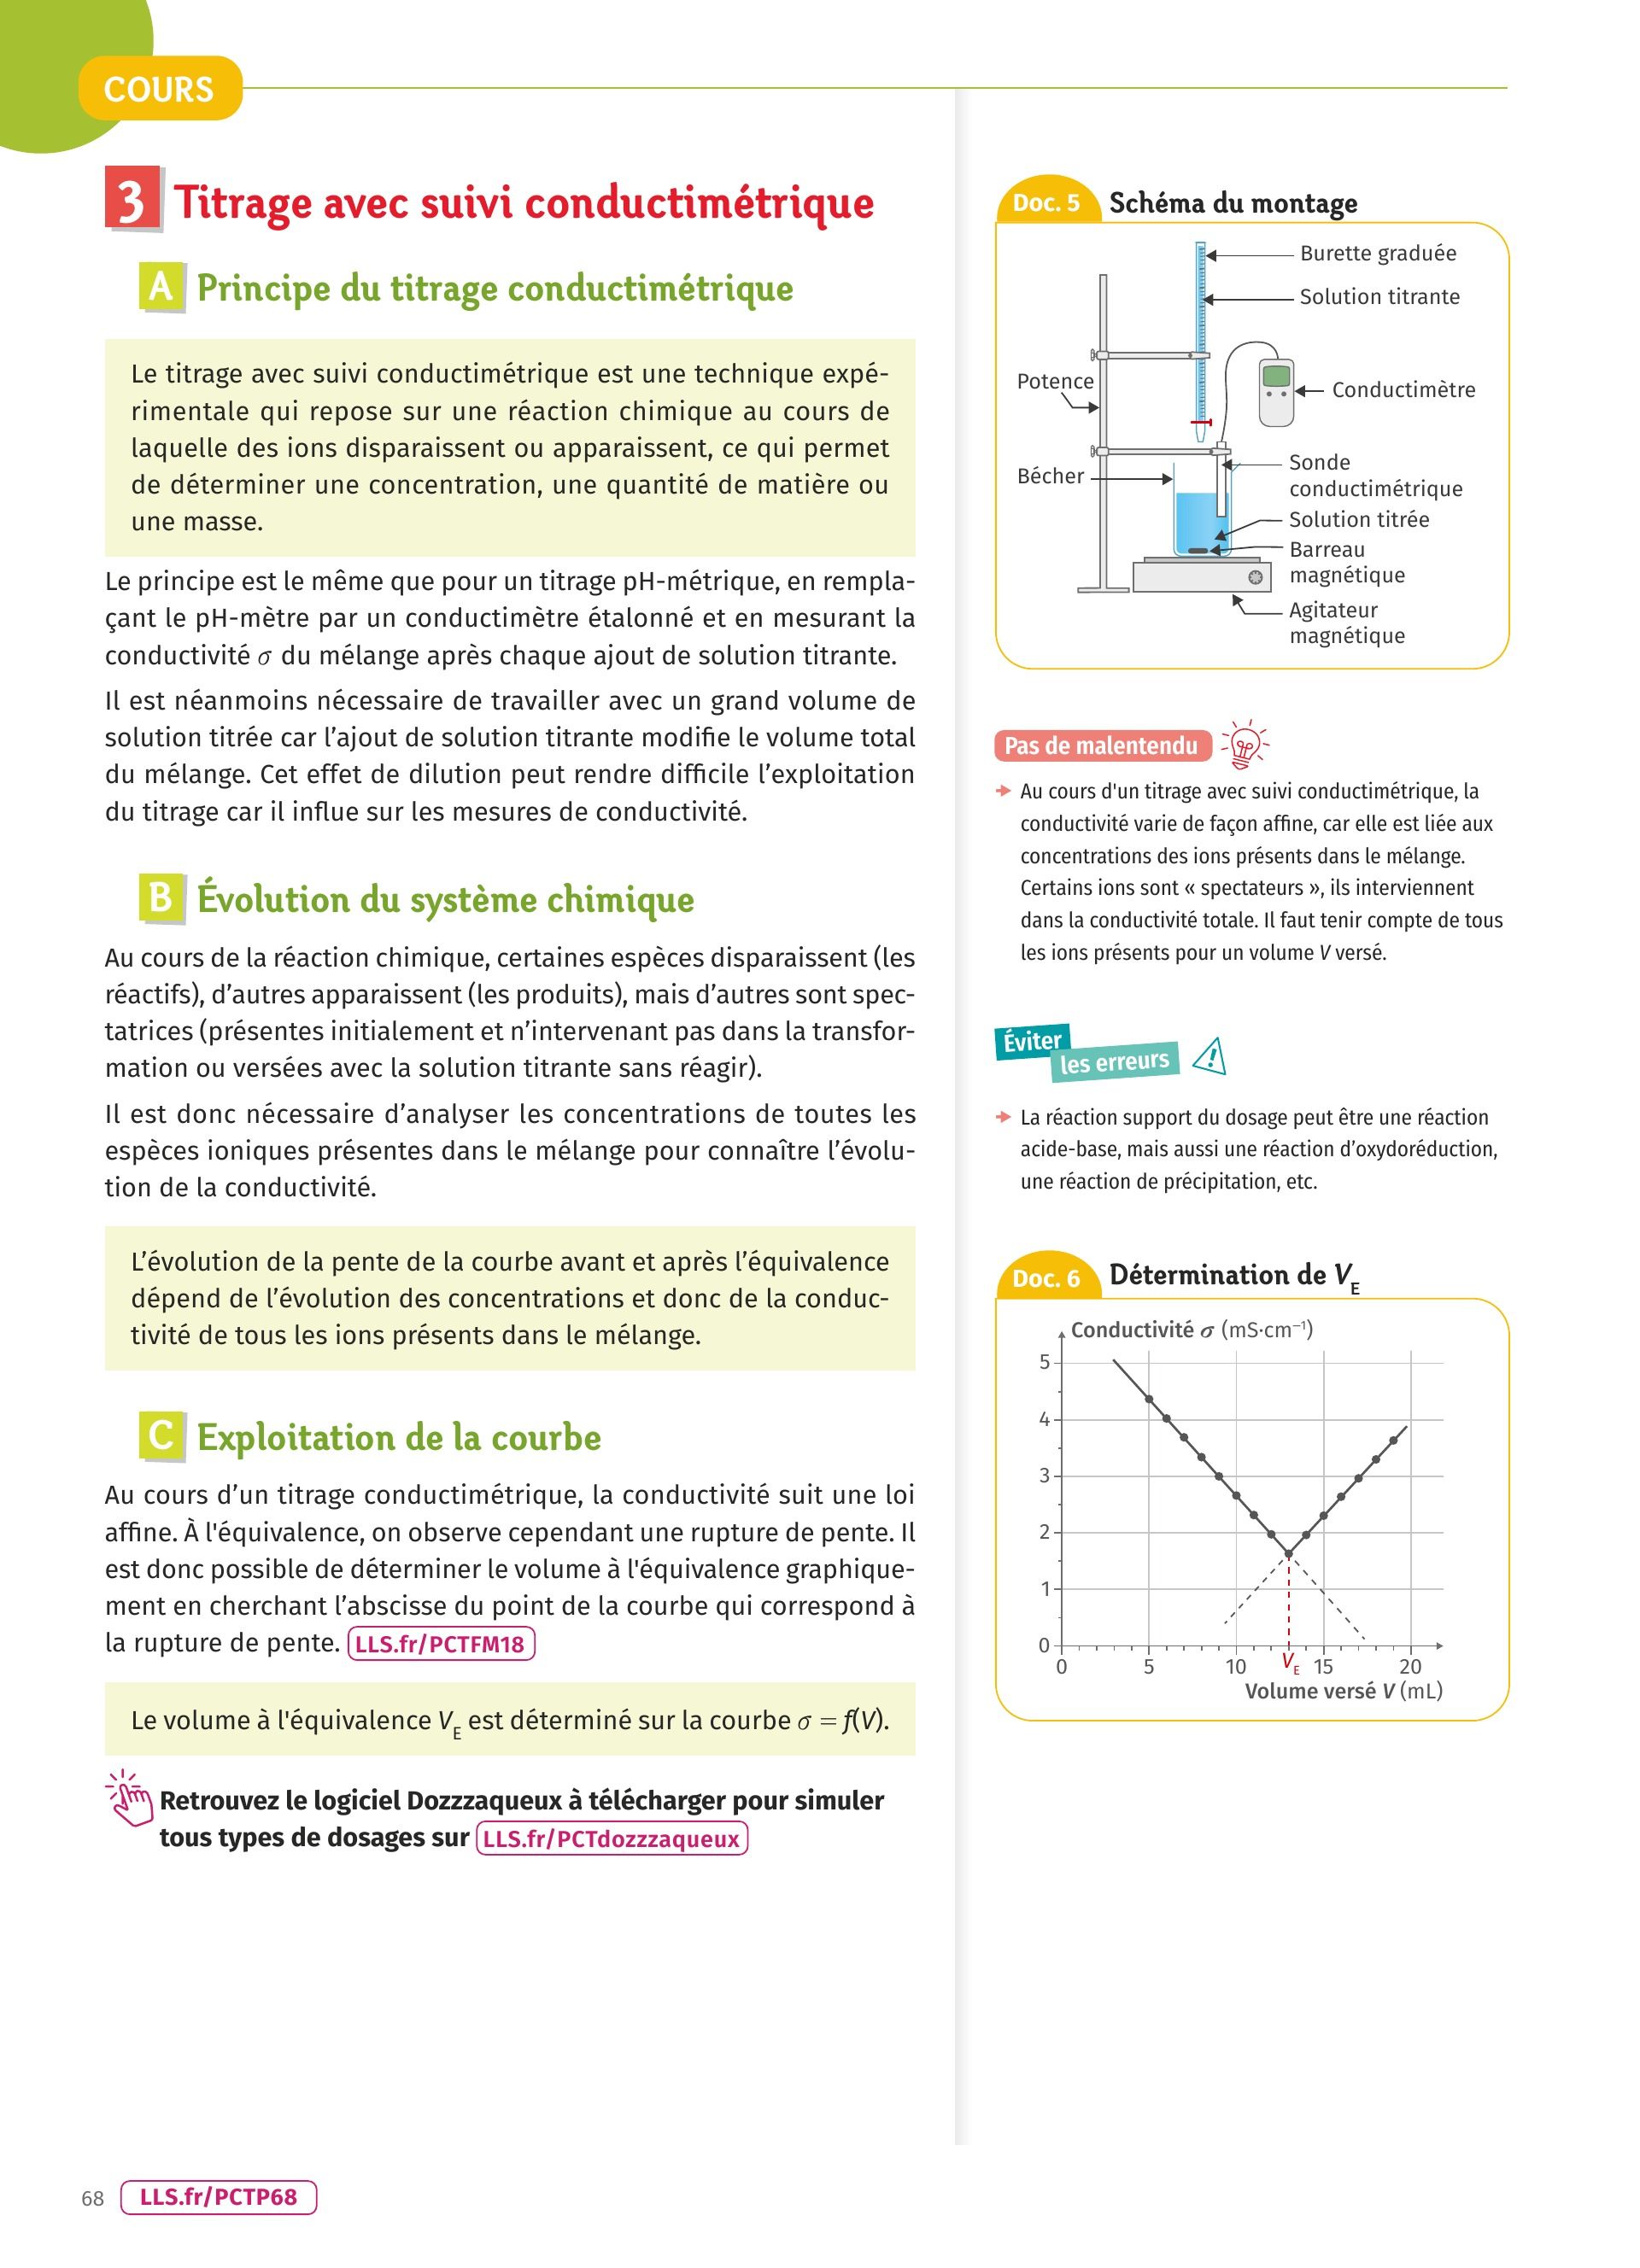 COURS
3 Titrage avec suivi conductimétrique
A Principe du titrage conductimétrique
Le titrage avec suivi conductimétrique est une technique expé-
rimentale qui repose sur une réaction chimique au cours de
laquelle des ions disparaissent ou apparaissent, ce qui permet
de déterminer une concentration, une quantité de matière ou
une masse.
Le principe est le même que pour un titrage pH-métrique, en rempla-
çant le pH-mètre par un conductimètre étalonné et en mesurant la
conductivité σ du mélange après chaque ajout de solution titrante.
Il est néanmoins nécessaire de travailler avec un grand volume de
solution titrée car l’ajout de solution titrante modifie le volume total
du mélange. Cet effet de dilution peut rendre difficile l’exploitation
du titrage car il influe sur les mesures de conductivité.
B Évolution du système chimique
Au cours de la réaction chimique, certaines espèces disparaissent (les
réactifs), d’autres apparaissent (les produits), mais d’autres sont spec-
tatrices (présentes initialement et n’intervenant pas dans la transfor-
mation ou versées avec la solution titrante sans réagir).
Il est donc nécessaire d’analyser les concentrations de toutes les
espèces ioniques présentes dans le mélange pour connaître l’évolu-
tion de la conductivité.
L’évolution de la pente de la courbe avant et après l’équivalence
dépend de l’évolution des concentrations et donc de la conduc-
tivité de tous les ions présents dans le mélange.
C Exploitation de la courbe
Au cours d’un titrage conductimétrique, la conductivité suit une loi
affine. À l'équivalence, on observe cependant une rupture de pente. Il
est donc possible de déterminer le volume à l'équivalence graphique-
ment en cherchant l’abscisse du point de la courbe qui correspond à
la rupture de pente. LLS.fr/PCTFM18
Le volume à l'équivalence V_E est déterminé sur la courbe σ = f(V).
Retrouvez le logiciel Dozzzaqueux à télécharger pour simuler
tous types de dosages sur LLS.fr/PCTdozzzaqueux
Doc. 5 Schéma du montage
Burette graduée
Solution titrante
Potence
Conductimètre
Bécher
Sonde
conductimétrique
Solution titrée
Barreau
magnétique
Agitateur
magnétique
Pas de malentendu
Au cours d'un titrage avec suivi conductimétrique, la
conductivité varie de façon affine, car elle est liée aux
concentrations des ions présents dans le mélange.
Certains ions sont « spectateurs », ils interviennent
dans la conductivité totale. Il faut tenir compte de tous
les ions présents pour un volume V versé.
Éviter
les erreurs
La réaction support du dosage peut être une réaction
acide-base, mais aussi une réaction d’oxydoréduction,
une réaction de précipitation, etc.
Doc. 6 Détermination de V_E
Conductivité σ (mS·cm⁻¹)
5
4
3
2
1
0
0 5 10 V_E 15 20
Volume versé V (mL)
68 LLS.fr/PCTP68